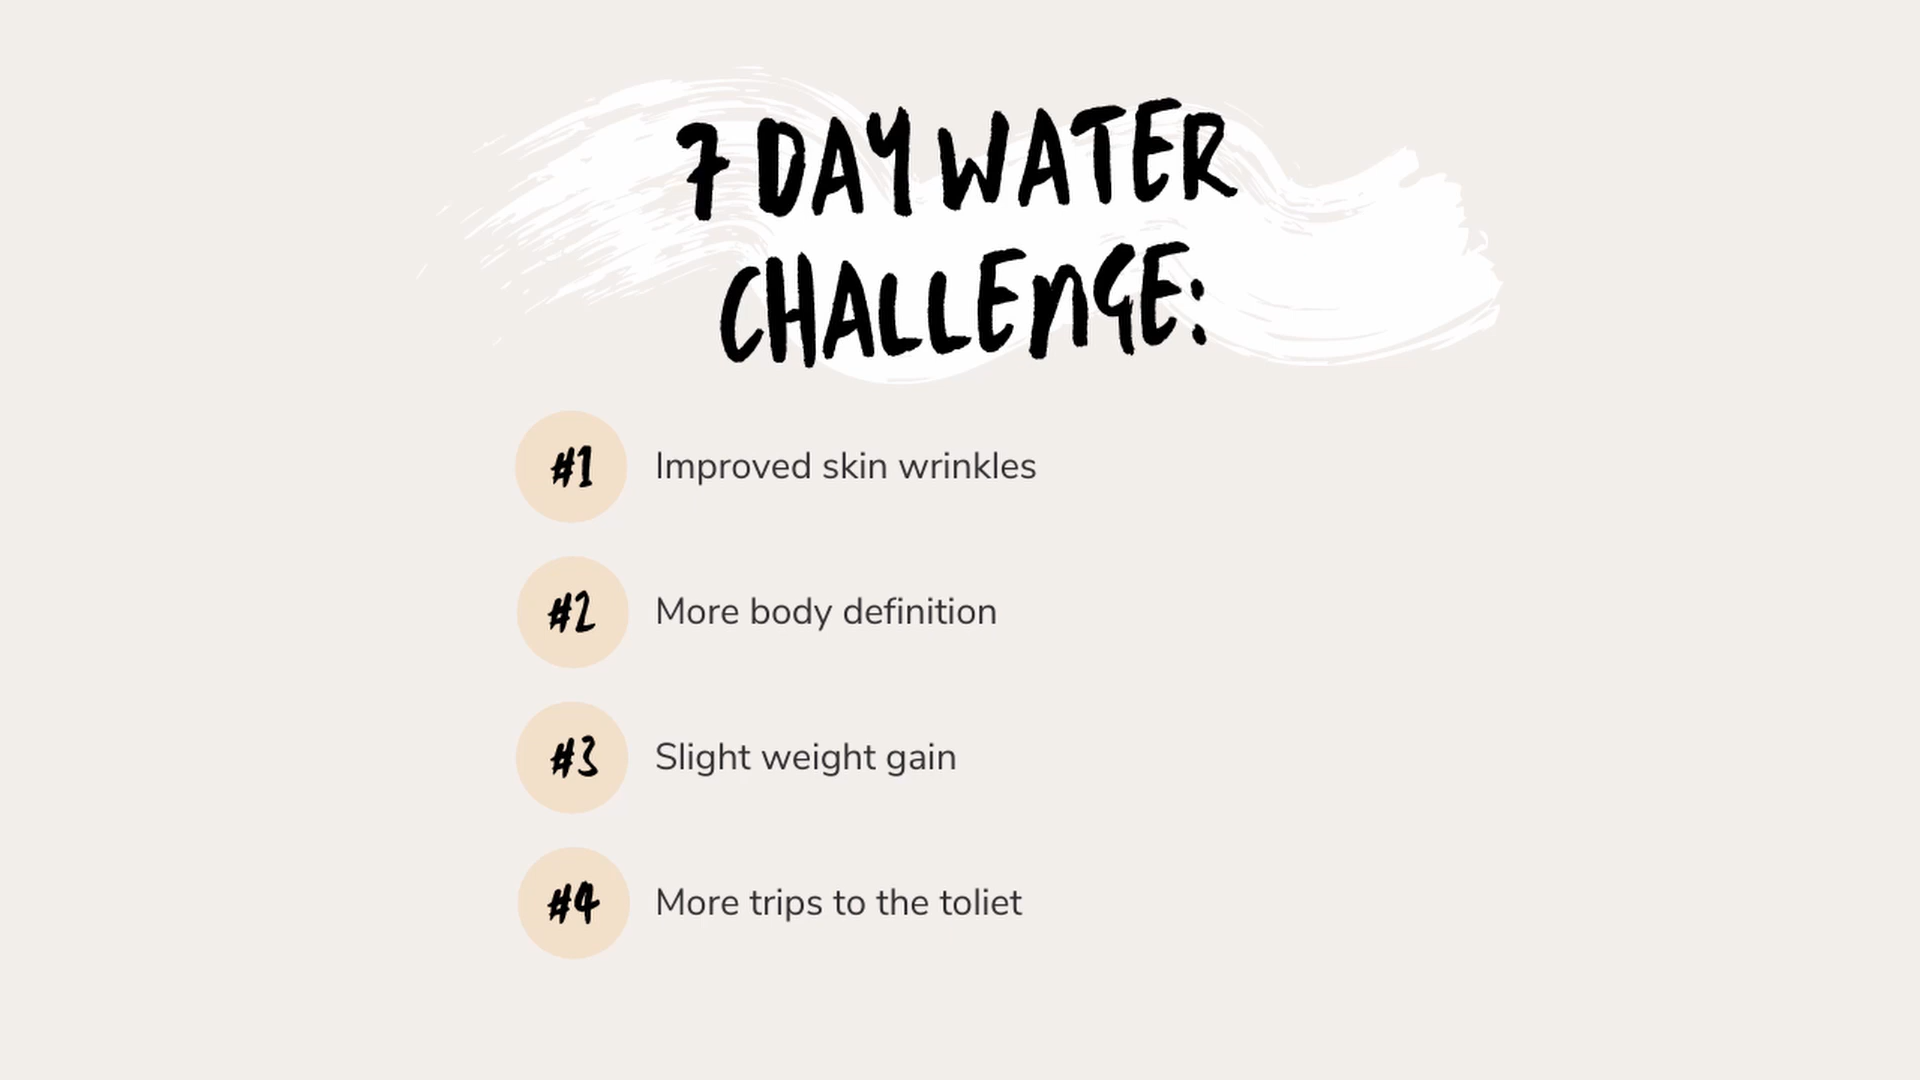 7 DAY WATER
CHALLENGE:
#1 Improved skin wrinkles
#2 More body definition
#3 Slight weight gain
#4 More trips to the toliet